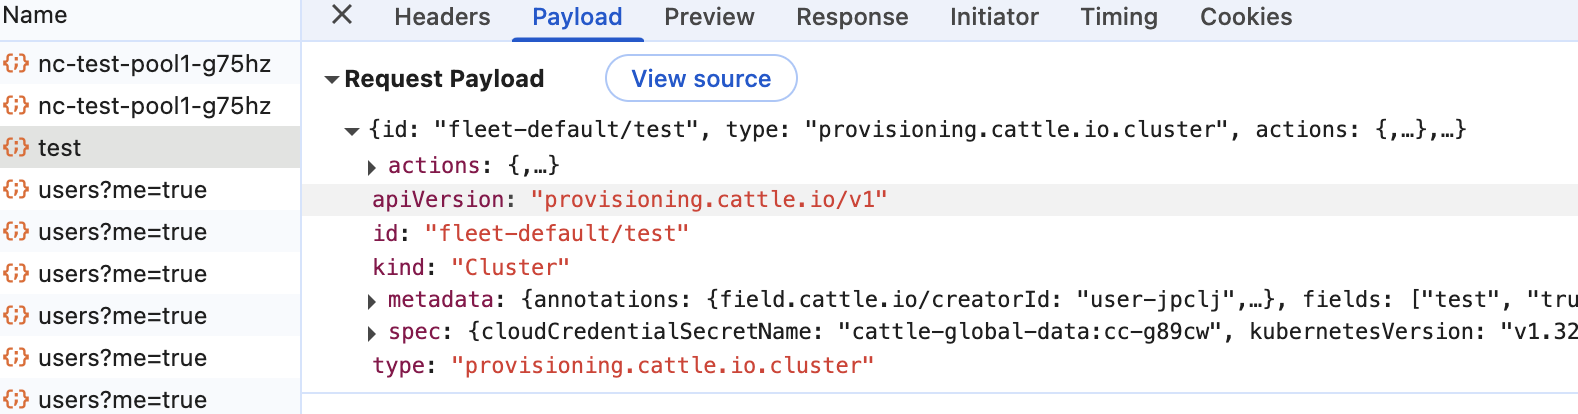 Name
Headers Payload Preview Response Initiator Timing Cookies
nc-test-pool1-g75hz
nc-test-pool1-g75hz
test
users?me=true
users?me=true
users?me=true
users?me=true
users?me=true
users?me=true
Request Payload View source
{id: "fleet-default/test", type: "provisioning.cattle.io.cluster", actions: {,…},…}
actions: {,…}
apiVersion: "provisioning.cattle.io/v1"
id: "fleet-default/test"
kind: "Cluster"
metadata: {annotations: {field.cattle.io/creatorId: "user-jpclj",…}, fields: ["test", "tru
spec: {cloudCredentialSecretName: "cattle-global-data:cc-g89cw", kubernetesVersion: "v1.32
type: "provisioning.cattle.io.cluster"